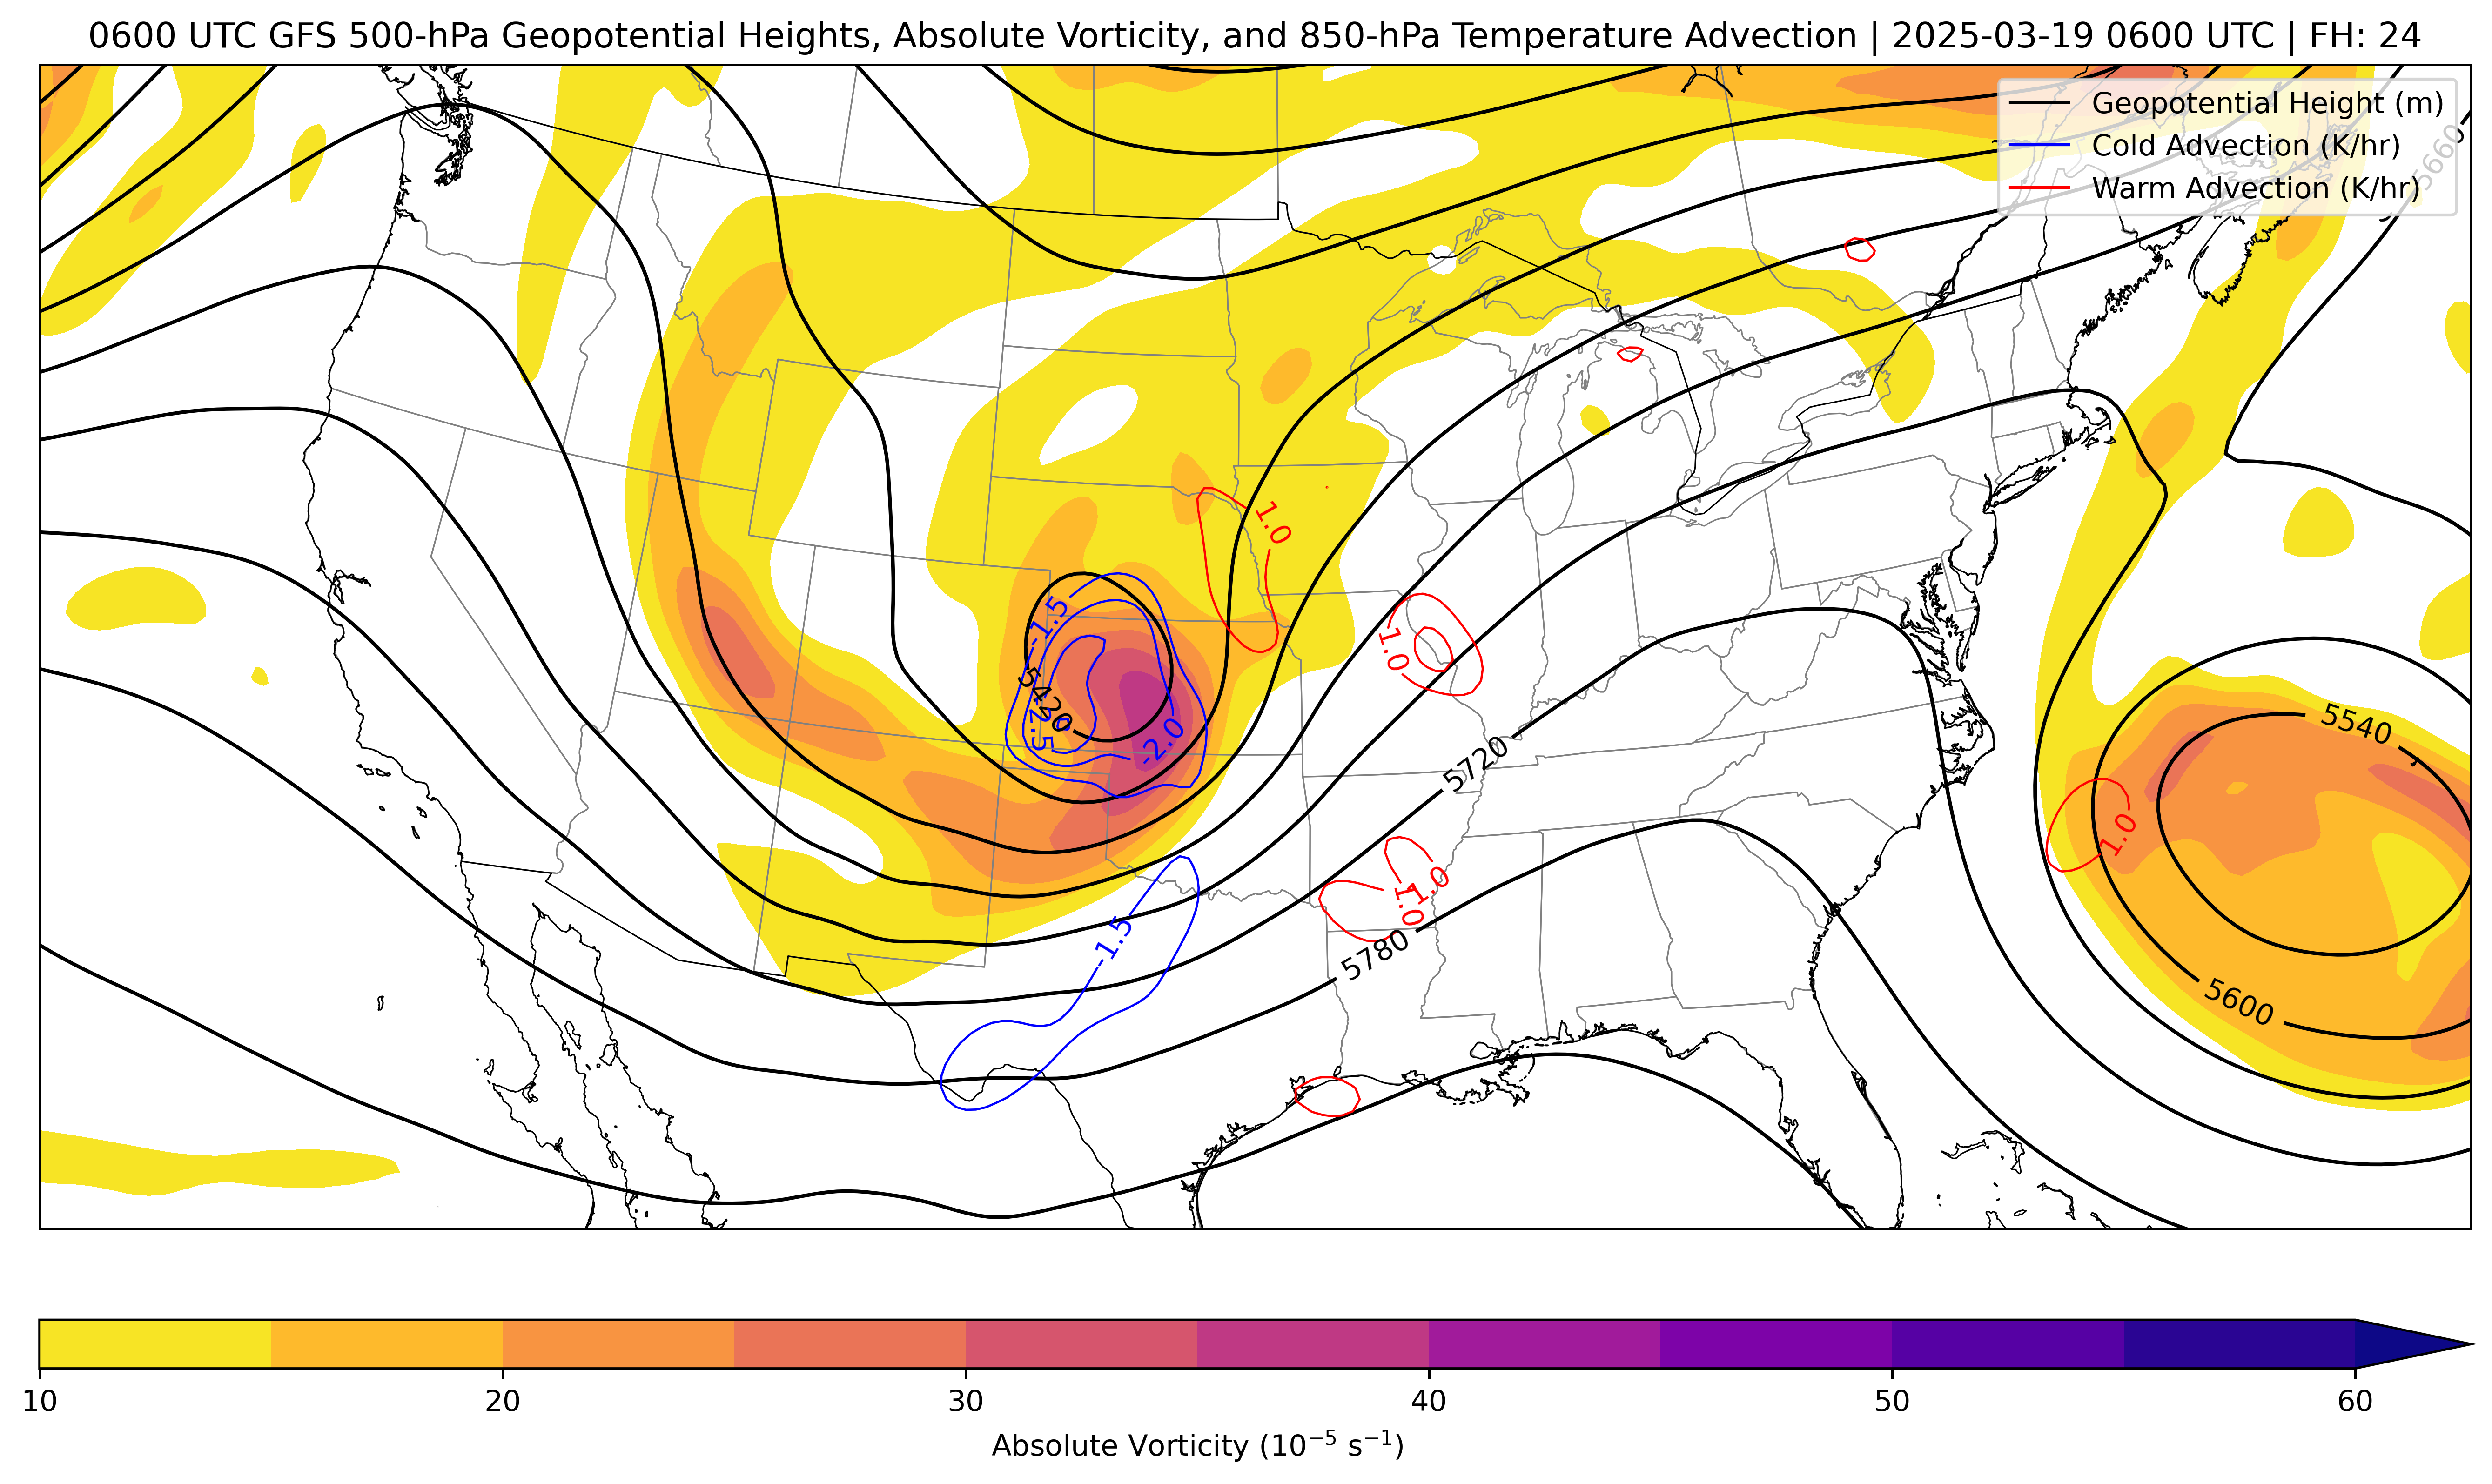 0600 UTC GFS 500-hPa Geopotential Heights, Absolute Vorticity, and 850-hPa Temperature Advection | 2025-03-19 0600 UTC | FH: 24
Geopotential Height (m)
Cold Advection (K/hr)
Warm Advection (K/hr)
5660
1.0
-1.5
1.0
5420
-2.5
-2.0
5720
5540
1.0
1.0
1.0
-1.5
5780
5600
10 20 30 40 50 60
Absolute Vorticity (10⁻⁵ s⁻¹)